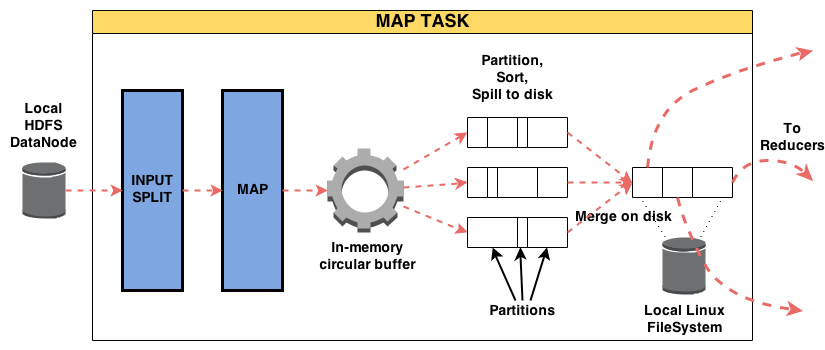 MAP TASK
Local
HDFS
DataNode
INPUT
SPLIT
MAP
In-memory
circular buffer
Partition,
Sort,
Spill to disk
Partitions
Merge on disk
Local Linux
FileSystem
To
Reducers